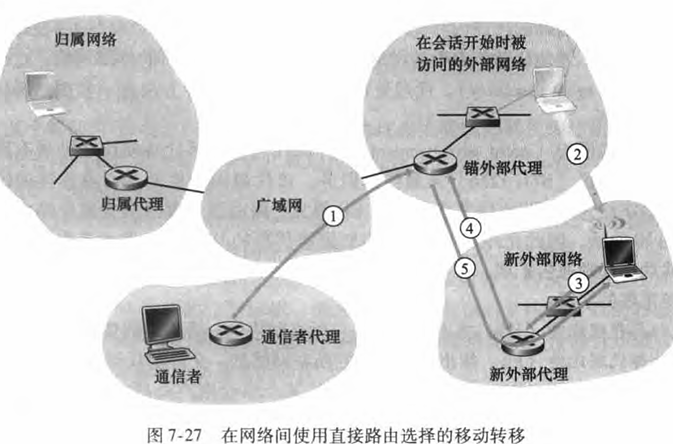 归属网络
在会话开始时被
访问的外部网络
②
锚外部代理
归属代理
广域网
①
④
⑤
新外部网络
③
通信者代理
通信者
新外部代理
图 7-27 在网络间使用直接路由选择的移动转移